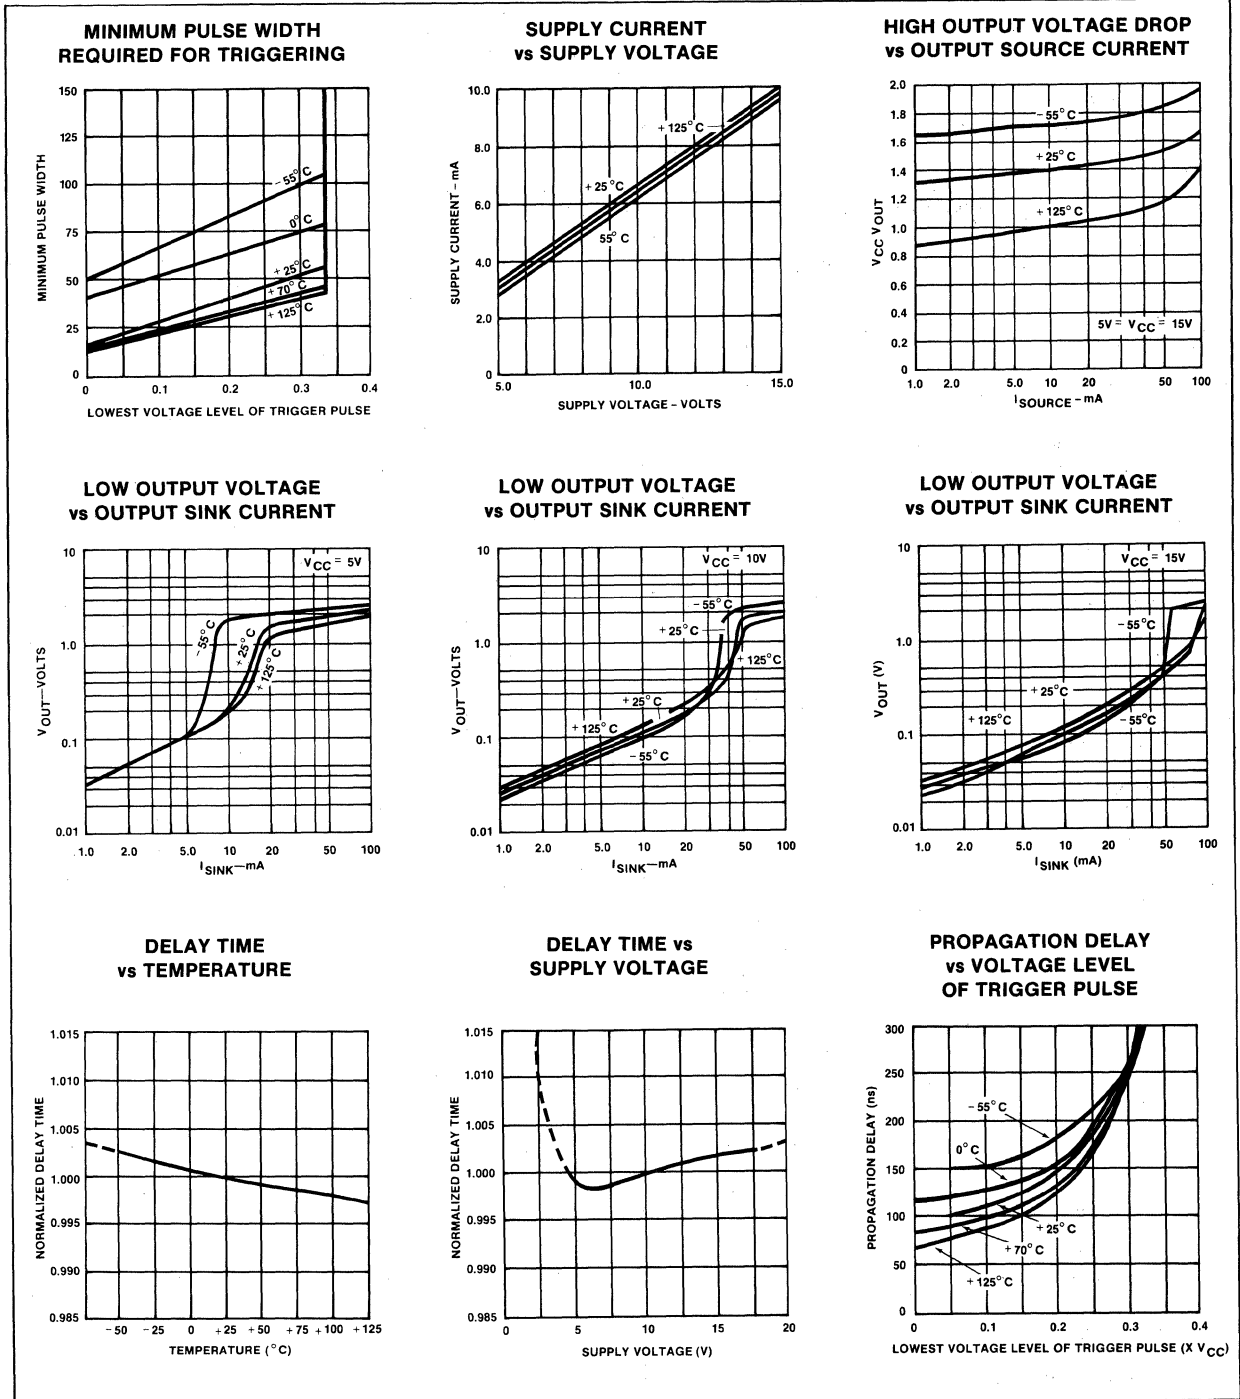 MINIMUM PULSE WIDTH
REQUIRED FOR TRIGGERING
150
125
100
75
50
25
0
MINIMUM PULSE WIDTH
-55°C
0°C
+25°C
+70°C
+125°C
0 0.1 0.2 0.3 0.4
LOWEST VOLTAGE LEVEL OF TRIGGER PULSE
SUPPLY CURRENT
vs SUPPLY VOLTAGE
10.0
8.0
6.0
4.0
2.0
0
SUPPLY CURRENT – mA
+125°C
+25°C
55°C
5.0 10.0 15.0
SUPPLY VOLTAGE – VOLTS
HIGH OUTPUT VOLTAGE DROP
vs OUTPUT SOURCE CURRENT
2.0
1.8
1.6
1.4
1.2
1.0
0.8
0.6
0.4
0.2
0
VCC VOUT
-55°C
+25°C
+125°C
5V = VCC = 15V
1.0 2.0 5.0 10 20 50 100
ISOURCE – mA
LOW OUTPUT VOLTAGE
vs OUTPUT SINK CURRENT
10
1.0
0.1
0.01
VOUT—VOLTS
VCC = 5V
-55°C
+25°C
+125°C
1.0 2.0 5.0 10 20 50 100
ISINK—mA
LOW OUTPUT VOLTAGE
vs OUTPUT SINK CURRENT
10
1.0
0.1
0.01
VOUT—VOLTS
VCC = 10V
-55°C
+25°C
+125°C
+25°C
+125°C
-55°C
1.0 2.0 5.0 10 20 50 100
ISINK—mA
LOW OUTPUT VOLTAGE
vs OUTPUT SINK CURRENT
10
1.0
0.1
0.01
VOUT (V)
VCC = 15V
-55°C
+25°C
+125°C
-55°C
1.0 2.0 5.0 10 20 50 100
ISINK (mA)
DELAY TIME
vs TEMPERATURE
1.015
1.010
1.005
1.000
0.995
0.990
0.985
NORMALIZED DELAY TIME
-50 -25 0 +25 +50 +75 +100 +125
TEMPERATURE (°C)
DELAY TIME vs
SUPPLY VOLTAGE
1.015
1.010
1.005
1.000
0.995
0.990
0.985
NORMALIZED DELAY TIME
0 5 10 15 20
SUPPLY VOLTAGE (V)
PROPAGATION DELAY
vs VOLTAGE LEVEL
OF TRIGGER PULSE
300
250
200
150
100
50
0
PROPAGATION DELAY (ns)
-55°C
0°C
+25°C
+70°C
+125°C
0 0.1 0.2 0.3 0.4
LOWEST VOLTAGE LEVEL OF TRIGGER PULSE (X VCC)